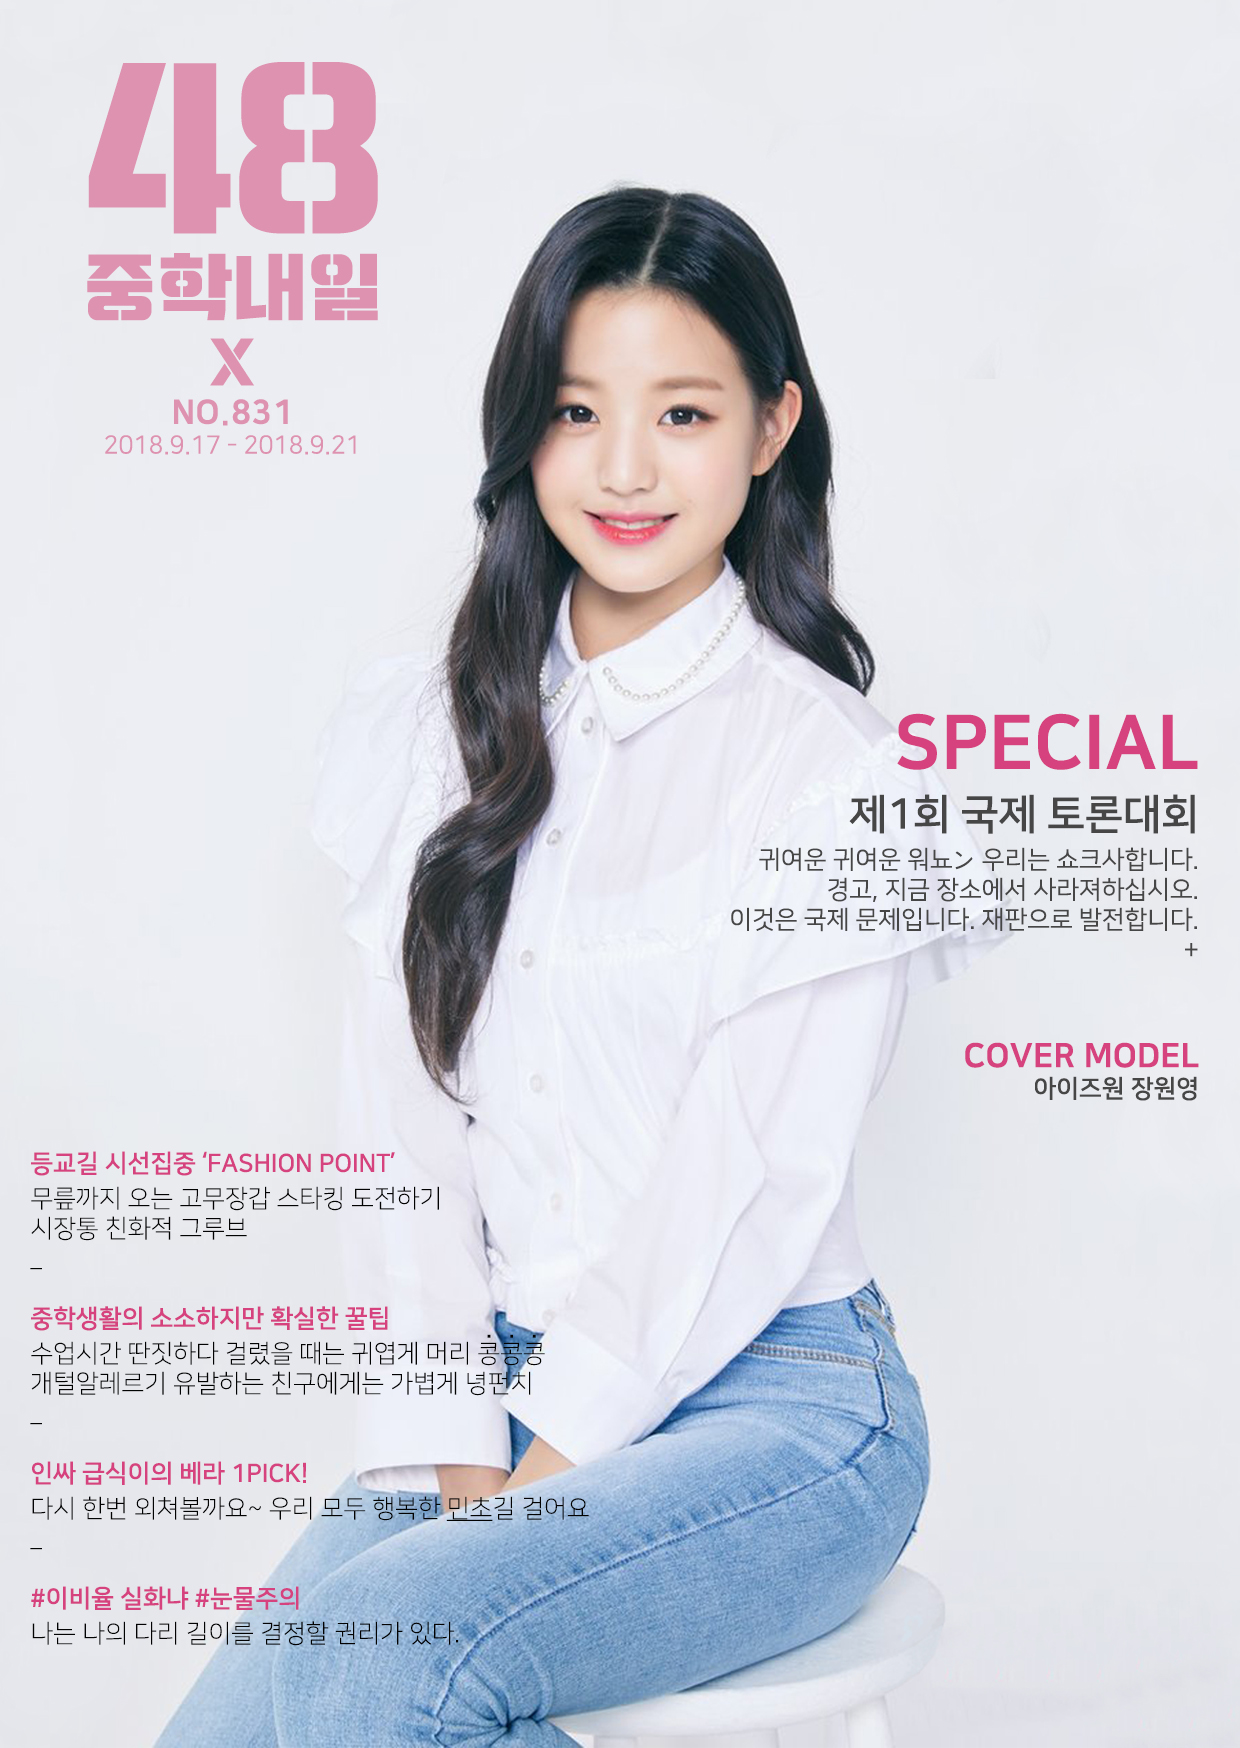 48
중학내일
X
NO.831
2018.9.17 - 2018.9.21
SPECIAL
제1회 국제 토론대회
귀여운 귀여운 워뇨ン 우리는 쇼크사합니다.
경고, 지금 장소에서 사라져하십시오.
이것은 국제 문제입니다. 재판으로 발전합니다.
+
COVER MODEL
아이즈원 장원영
등교길 시선집중 ‘FASHION POINT’
무릎까지 오는 고무장갑 스타킹 도전하기
시장통 친화적 그루브
–
중학생활의 소소하지만 확실한 꿀팁
수업시간 딴짓하다 걸렸을 때는 귀엽게 머리 콩콩콩
개털알레르기 유발하는 친구에게는 가볍게 녕펀치
–
인싸 급식이의 베라 1PICK!
다시 한번 외쳐볼까요~ 우리 모두 행복한 민초길 걸어요
–
#이비율 실화냐 #눈물주의
나는 나의 다리 길이를 결정할 권리가 있다.